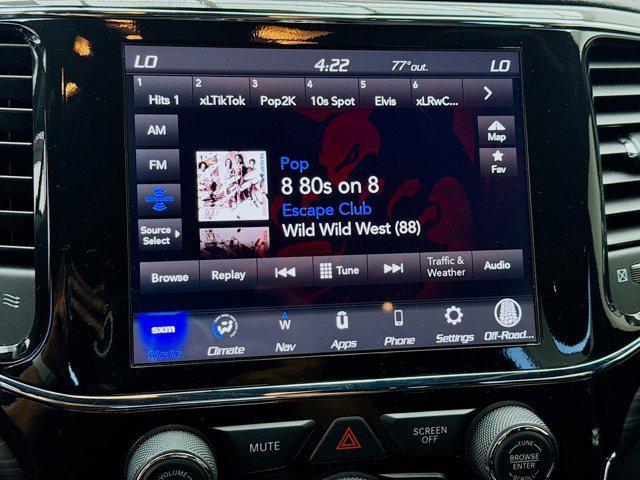 LO 4:22 77°out. LO
1 Hits 1 2 xLTikTok 3 Pop2K 4 10s Spot 5 Elvis 6 xLRwC...
AM
Map
FM
Pop
Fav
8 80s on 8
SiriusXM
Escape Club
Source Select
Wild Wild West (88)
Browse Replay Tune Traffic & Weather Audio
sxm
Media Climate W Nav Apps Phone Settings Off-Road...
MUTE SCREEN OFF
VOLUME
TUNE
BROWSE
ENTER